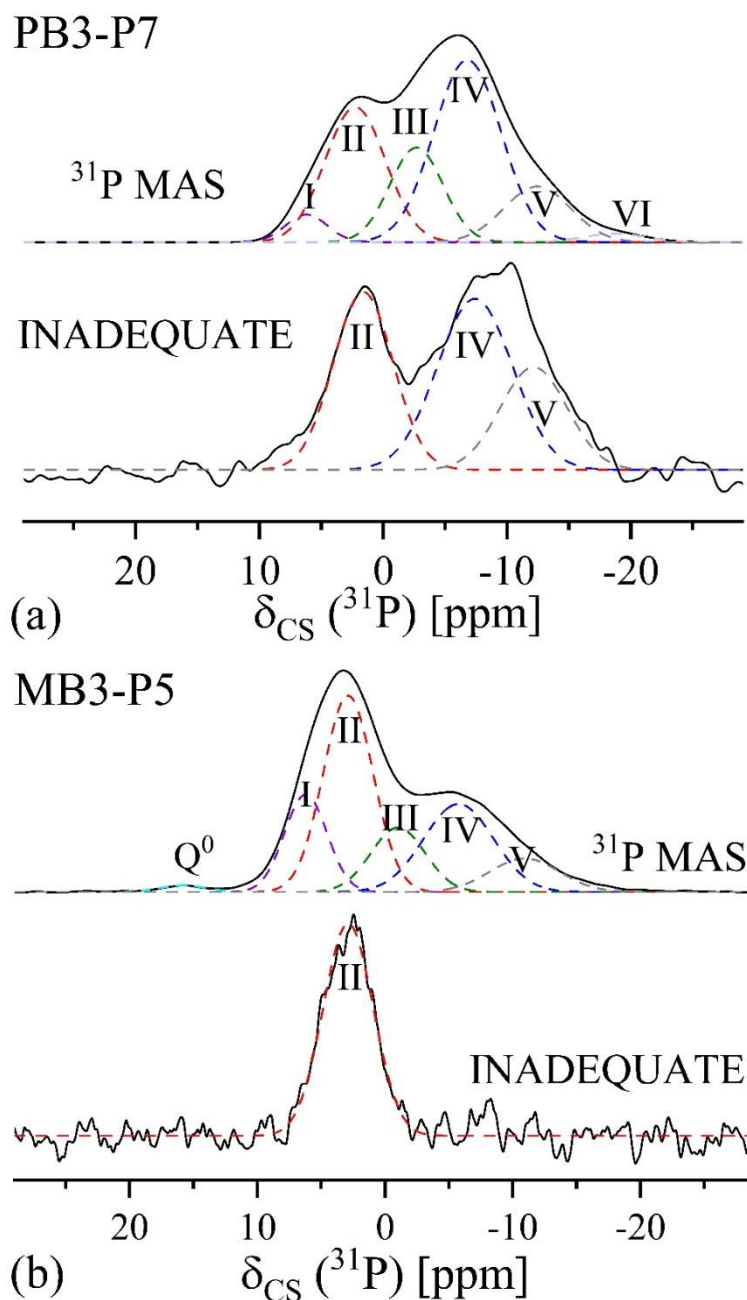 PB3-P7
IV
III
II
³¹P MAS
I
V
VI
INADEQUATE
II
IV
V
20 10 0 -10 -20
(a) δCS (³¹P) [ppm]
MB3-P5
II
I
III
IV
V
Q⁰
³¹P MAS
II
INADEQUATE
20 10 0 -10 -20
(b) δCS (³¹P) [ppm]